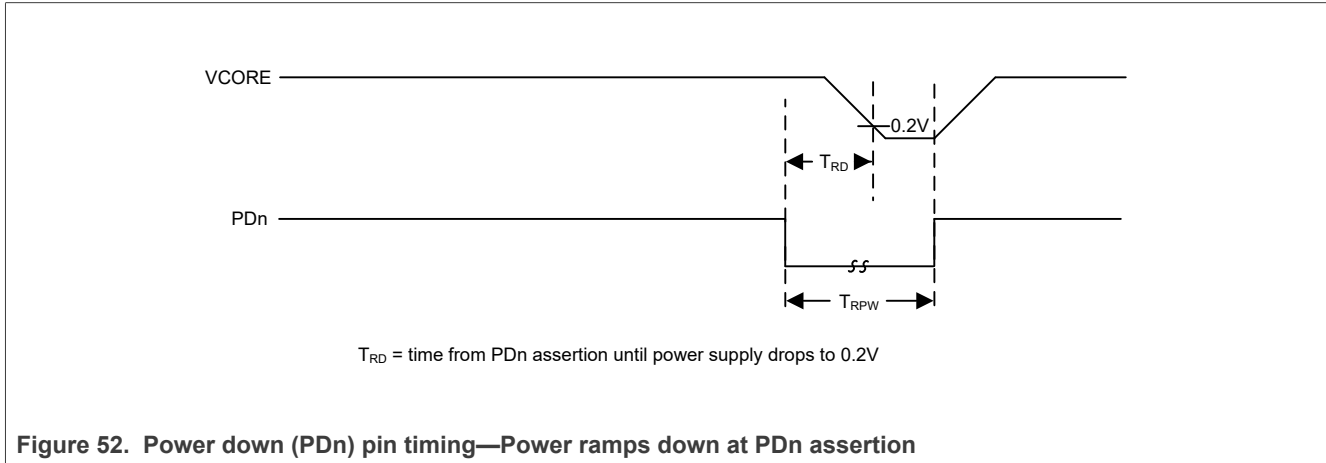 VCORE
0.2V
TRD
PDn
TRPW
TRD = time from PDn assertion until power supply drops to 0.2V
Figure 52. Power down (PDn) pin timing—Power ramps down at PDn assertion